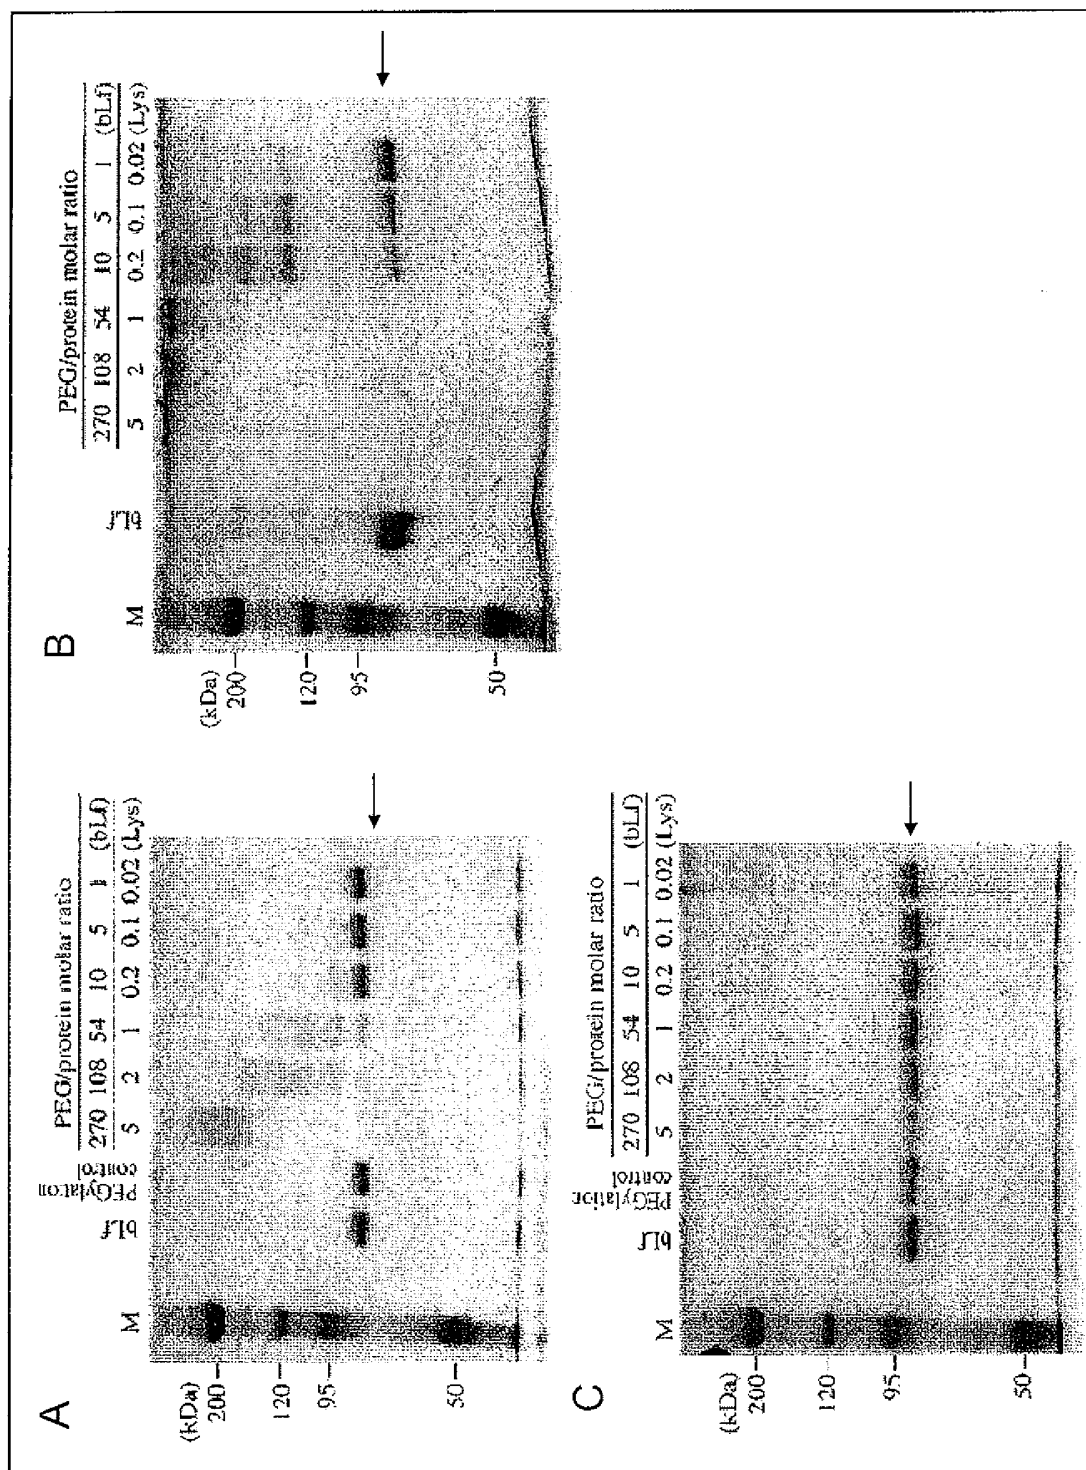 A
PEG/protein molar ratio
M bLf PEGylation control 270 108 54 10 5 1 (bLf)
5 2 1 0.2 0.1 0.02 (Lys)
(kDa)
200
120
95
50
B
PEG/protein molar ratio
M bLf 270 108 54 10 5 1 (bLf)
5 2 1 0.2 0.1 0.02 (Lys)
(kDa)
200
120
95
50
C
PEG/protein molar ratio
M bLf PEGylation control 270 108 54 10 5 1 (bLf)
5 2 1 0.2 0.1 0.02 (Lys)
(kDa)
200
120
95
50